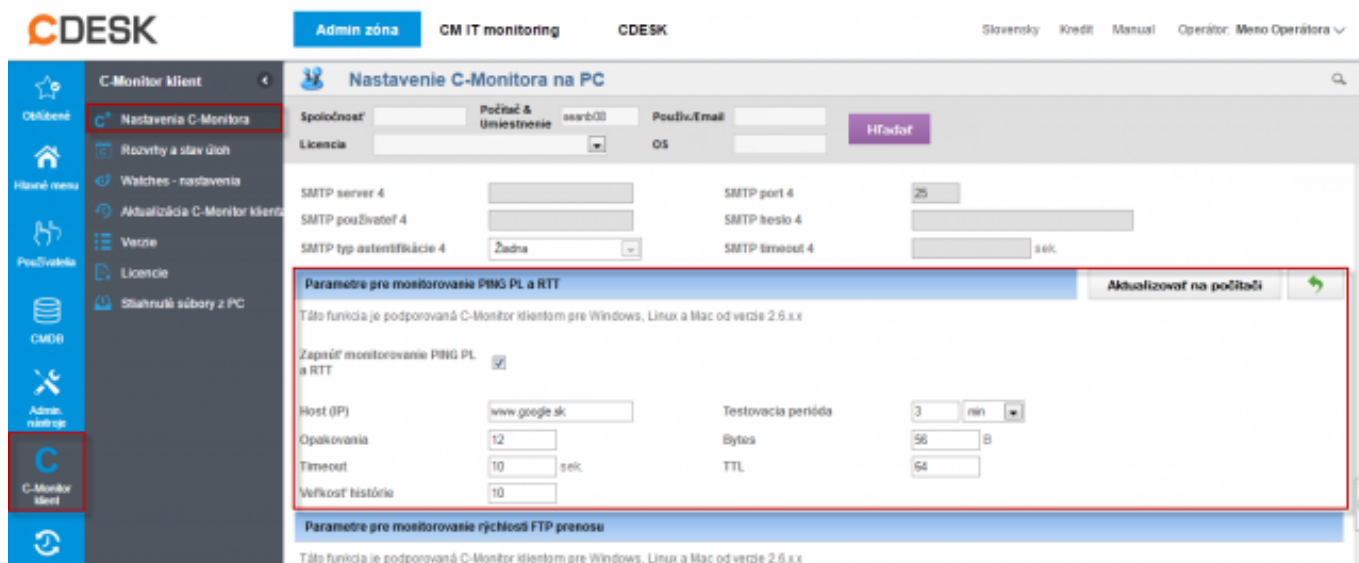 CDESK
Admin zóna CM IT monitoring CDESK
Slovensky Kredit Manual Operátor: Meno Operátora
Obľúbené
Hlavné menu
Používatelia
CMDB
Admin. nástroje
C
C-Monitor klient
C-Monitor klient
Nastavenia C-Monitora
Rozvrhy a stav úloh
Watches - nastavenia
Aktualizácia C-Monitor klienta
Verzie
Licencie
Stiahnuté súbory z PC
Nastavenie C-Monitora na PC
Spoločnosť Počítač & Umiestnenie Použív./Email
Hľadať
Licencia OS
SMTP server 4 SMTP port 4 25
SMTP používateľ 4 SMTP heslo 4
SMTP typ autentifikácie 4 Žiadna SMTP timeout 4 sek.
Parametre pre monitorovanie PING PL a RTT Aktualizovať na počítači
Táto funkcia je podporovaná C-Monitor klientom pre Windows, Linux a Mac od verzie 2.6.x.x
Zapnúť monitorovanie PING PL
a RTT
Host (IP) www.google.sk Testovacia perióda 3 min
Opakovania 12 Bytes 56 B
Timeout 10 sek. TTL 64
Veľkosť histórie 10
Parametre pre monitorovanie rýchlosti FTP prenosu
Táto funkcia je podporovaná C-Monitor klientom pre Windows, Linux a Mac od verzie 2.6.x.x